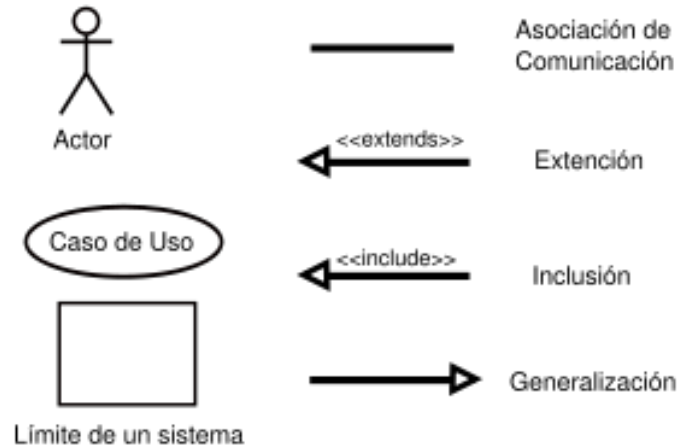 Actor
Caso de Uso
Límite de un sistema
Asociación de
Comunicación
<<extends>>
Extención
<<include>>
Inclusión
Generalización